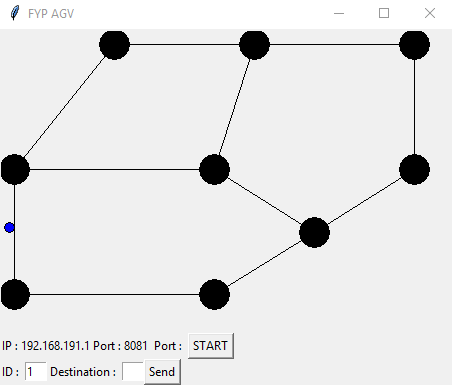 FYP AGV
IP : 192.168.191.1 Port : 8081 Port : START
ID : 1 Destination : Send